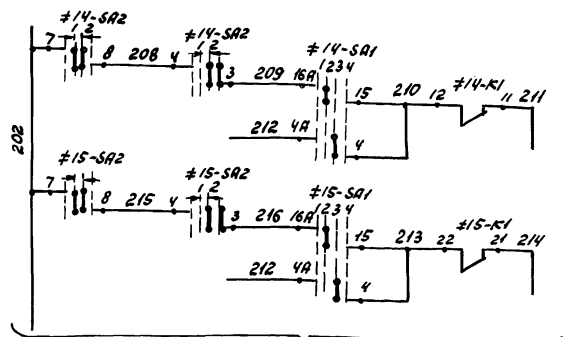 ≠14-SA2
1 2
7
8 208 4
≠14-SA2
1 2
3 209 16A
≠14-SA1
1 2 3 4
15 210 12
≠14-K1
11 211
212 4A
4
202
≠15-SA2
7
8 215 4
≠15-SA2
1 2
3 216 16A
≠15-SA1
1 2 3 4
15 213 22
≠15-K1
21 214
212 4A
4